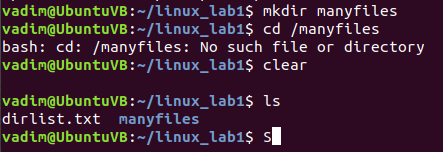 vadim@UbuntuVB:~/linux_lab1$ mkdir manyfiles
vadim@UbuntuVB:~/linux_lab1$ cd /manyfiles
bash: cd: /manyfiles: No such file or directory
vadim@UbuntuVB:~/linux_lab1$ clear

vadim@UbuntuVB:~/linux_lab1$ ls
dirlist.txt  manyfiles
vadim@UbuntuVB:~/linux_lab1$ S